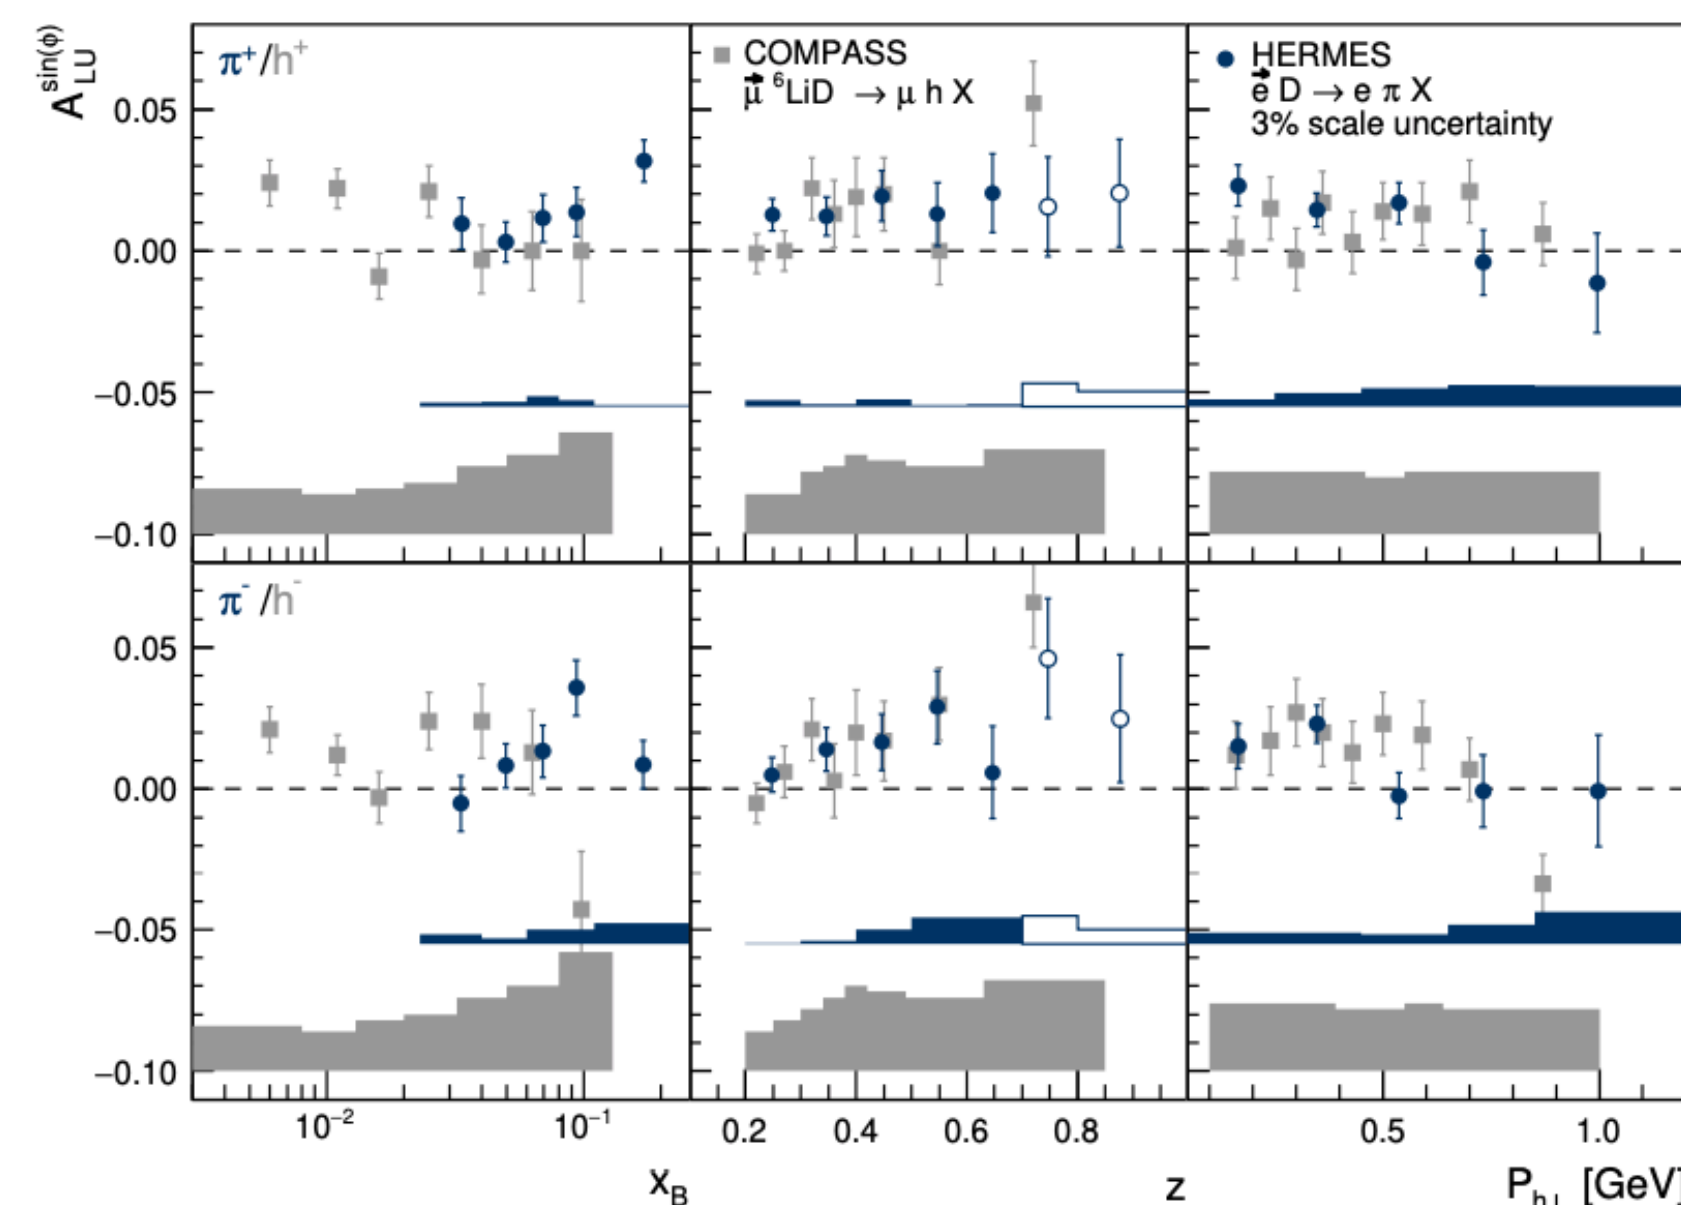 A_LU^sin(ϕ)
π⁺/h⁺
COMPASS
μ⃗ ⁶LiD → μ h X
HERMES
e⃗ D → e π X
3% scale uncertainty
0.05
0.00
−0.05
−0.10
π⁻/h⁻
0.05
0.00
−0.05
−0.10
10⁻² 10⁻¹ 0.2 0.4 0.6 0.8 0.5 1.0
x_B z P_h⊥ [GeV]